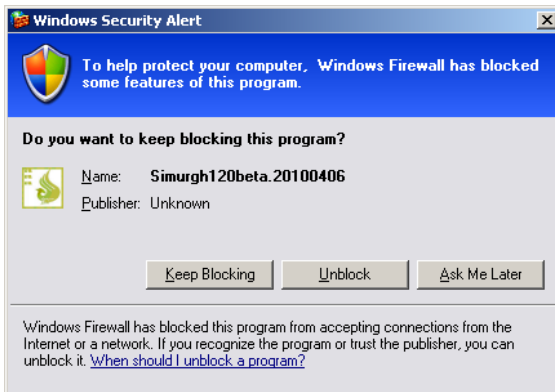 Windows Security Alert
To help protect your computer, Windows Firewall has blocked
some features of this program.
Do you want to keep blocking this program?
Name: Simurgh120beta.20100406
Publisher: Unknown
Keep Blocking Unblock Ask Me Later
Windows Firewall has blocked this program from accepting connections from the
Internet or a network. If you recognize the program or trust the publisher, you can
unblock it. When should I unblock a program?